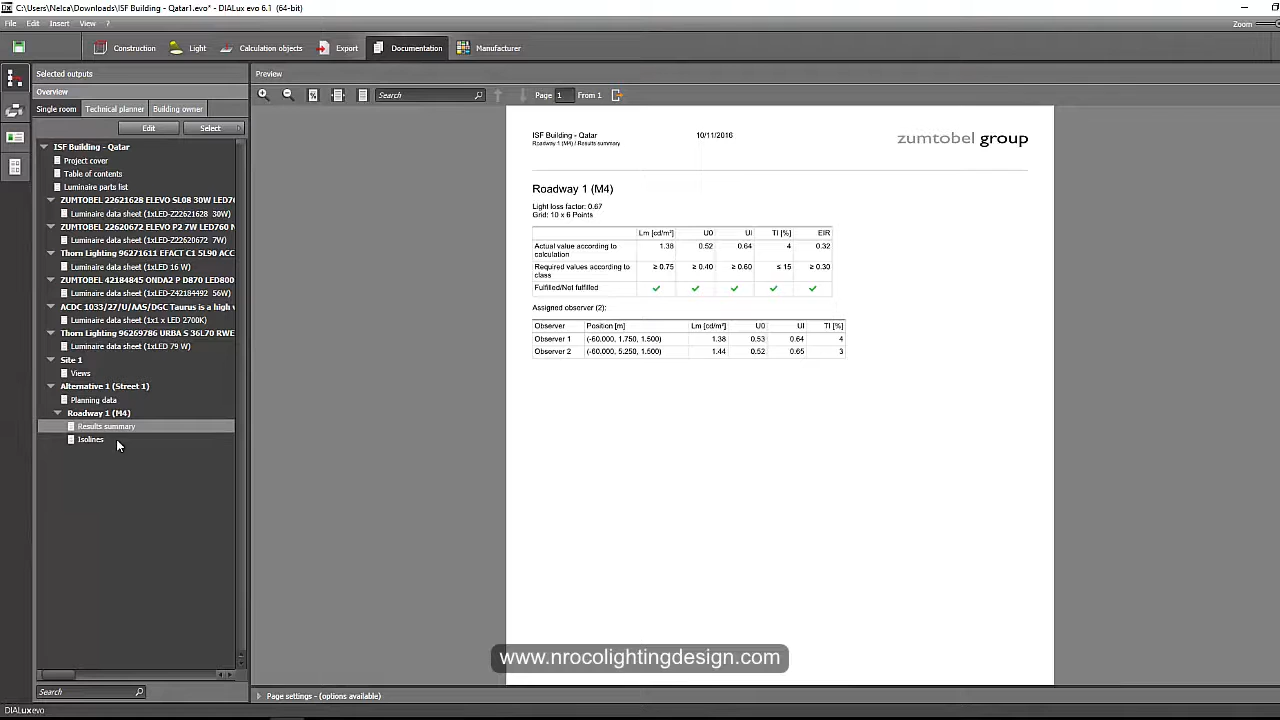 C:\Users\Nelca\Downloads\ISF Building - Qatar1.evo* - DIALux evo 6.1 (64-bit)
File Edit Insert View ?
Zoom
Construction Light Calculation objects Export Documentation Manufacturer
Selected outputs
Preview
Overview
Single room Technical planner Building owner
Search Page 1 From 1
Edit Select
ISF Building - Qatar
Project cover
Table of contents
Luminaire parts list
ZUMTOBEL 22621628 ELEVO SL08 30W LED7
Luminaire data sheet (1xLED-Z22621628 30W)
ZUMTOBEL 22620672 ELEVO P2 7W LED760 N
Luminaire data sheet (1xLED-Z22620672 7W)
Thorn Lighting 96271611 EFACT C1 5L90 ACC
Luminaire data sheet (1xLED 16 W)
ZUMTOBEL 42184845 ONDA2 P D870 LED800
Luminaire data sheet (1xLED-Z42184492 56W)
ACDC 1033/27/U/AAS/DGC Taurus is a high
Luminaire data sheet (1x1 x LED 2700K)
Thorn Lighting 96269786 URBA S 36L70 RWE
Luminaire data sheet (1xLED 79 W)
Site 1
Views
Alternative 1 (Street 1)
Planning data
Roadway 1 (M4)
Results summary
Isolines
Search
DIALux evo
ISF Building - Qatar 10/11/2016
Roadway 1 (M4) / Results summary
zumtobel group
Roadway 1 (M4)
Light loss factor: 0.67
Grid: 10 x 6 Points
Lm [cd/m²] U0 UI TI [%] EIR
Actual value according to calculation 1.38 0.52 0.64 4 0.32
Required values according to class ≥ 0.75 ≥ 0.40 ≥ 0.60 ≤ 15 ≥ 0.30
Fulfilled/Not fulfilled ✓ ✓ ✓ ✓ ✓
Assigned observer (2):
Observer Position [m] Lm [cd/m²] U0 UI TI [%]
Observer 1 (-60.000, 1.750, 1.500) 1.38 0.53 0.64 4
Observer 2 (-60.000, 5.250, 1.500) 1.44 0.52 0.65 3
www.nrocolightingdesign.com
Page settings - (options available)